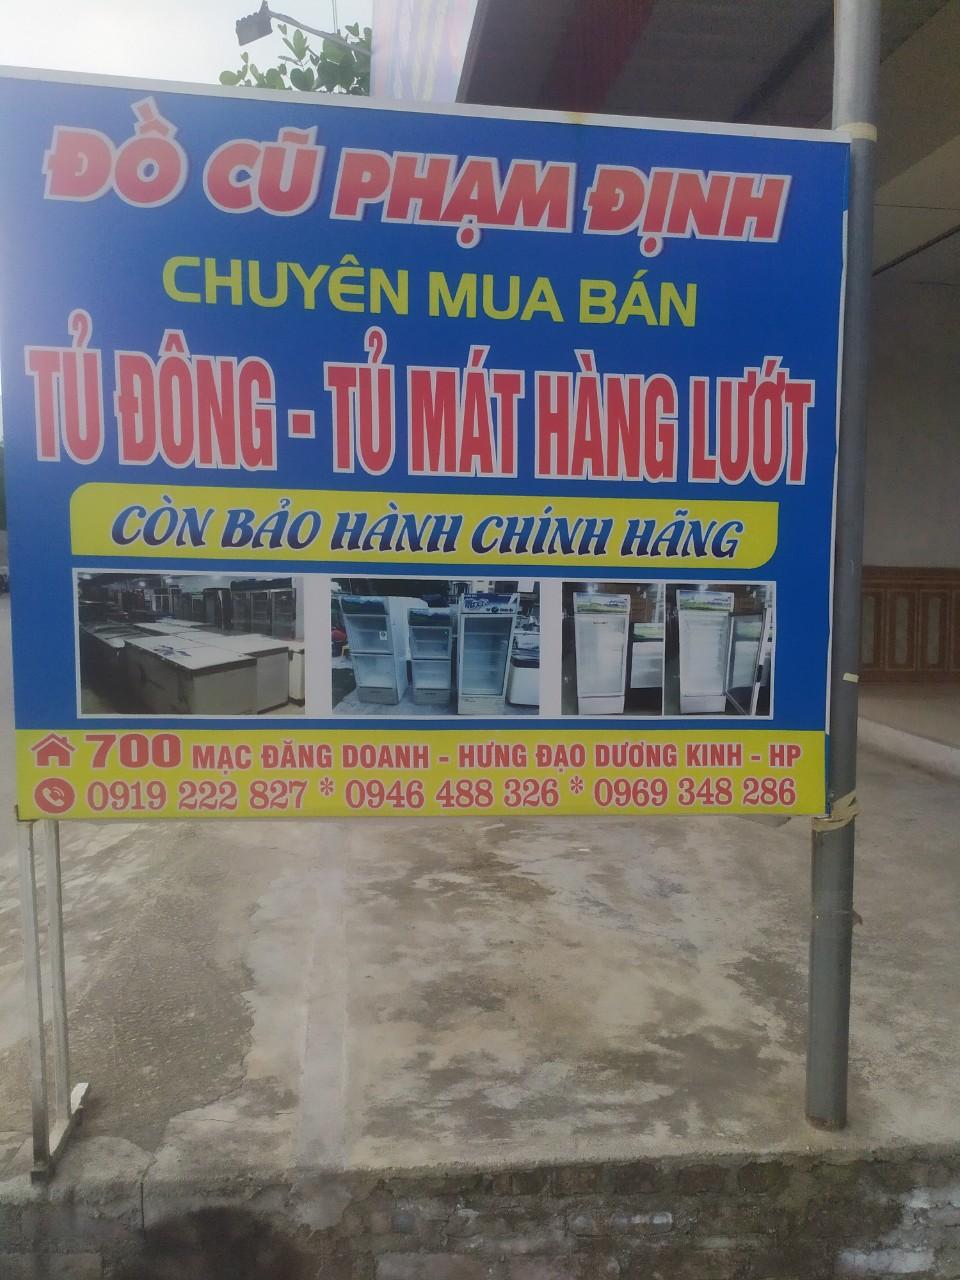 ĐỒ CŨ PHẠM ĐỊNH
CHUYÊN MUA BÁN
TỦ ĐÔNG - TỦ MÁT HÀNG LƯỚT
CÒN BẢO HÀNH CHÍNH HÃNG
700 MẠC ĐĂNG DOANH - HƯNG ĐẠO DƯƠNG KINH - HP
0919 222 827 * 0946 488 326 * 0969 348 286